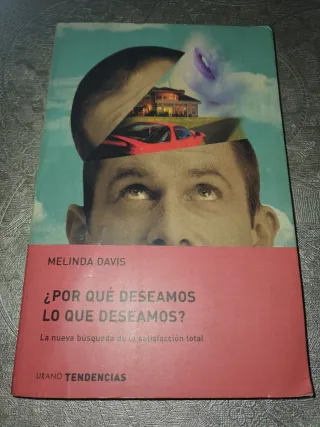 MELINDA DAVIS
¿POR QUÉ DESEAMOS
LO QUE DESEAMOS?
La nueva búsqueda de la satisfacción total
URANO TENDENCIAS